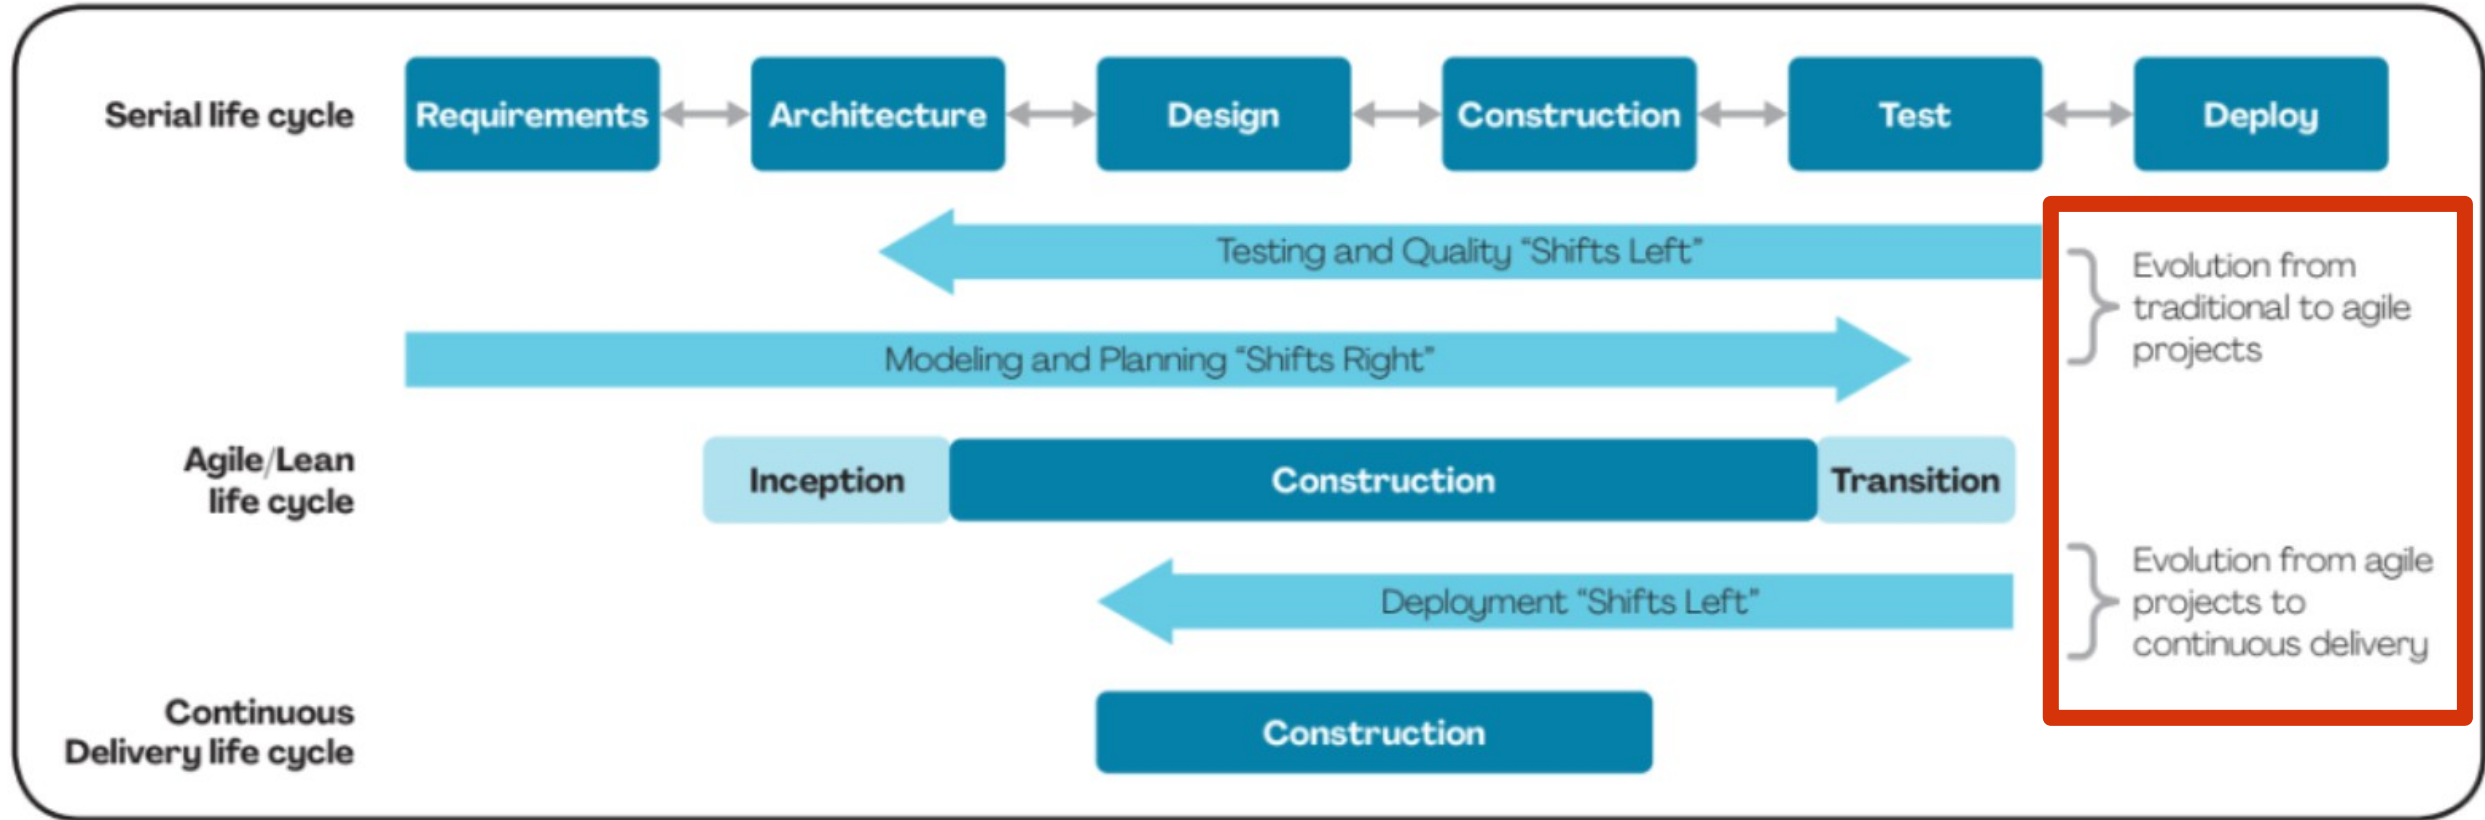 Serial life cycle
Requirements
Architecture
Design
Construction
Test
Deploy
Testing and Quality “Shifts Left”
Evolution from
traditional to agile
projects
Modeling and Planning “Shifts Right”
Agile/Lean
life cycle
Inception
Construction
Transition
Deployment “Shifts Left”
Evolution from agile
projects to
continuous delivery
Continuous
Delivery life cycle
Construction